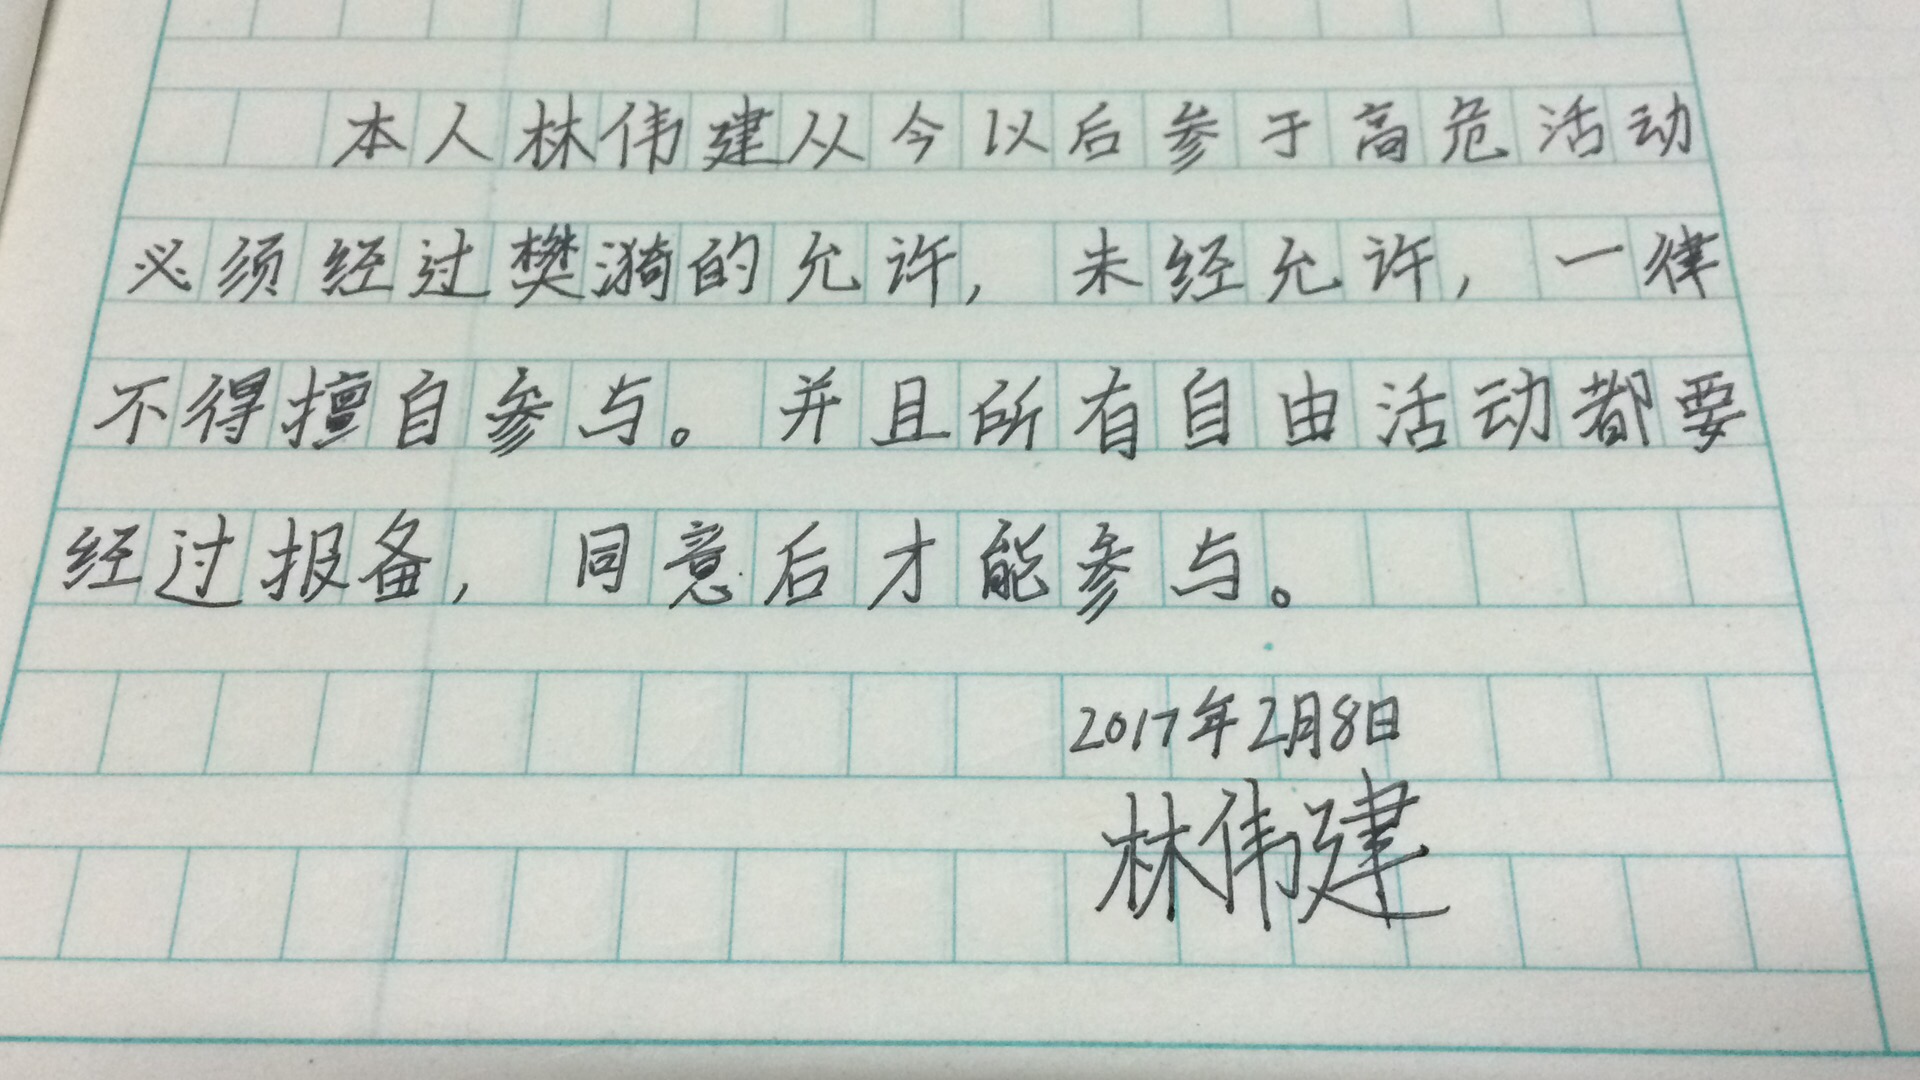 本人林伟建从今以后参于高危活动
必须经过樊漪的允许，未经允许，一律
不得擅自参与。并且所有自由活动都要
经过报备，同意后才能参与。
2017年2月8日
林伟建